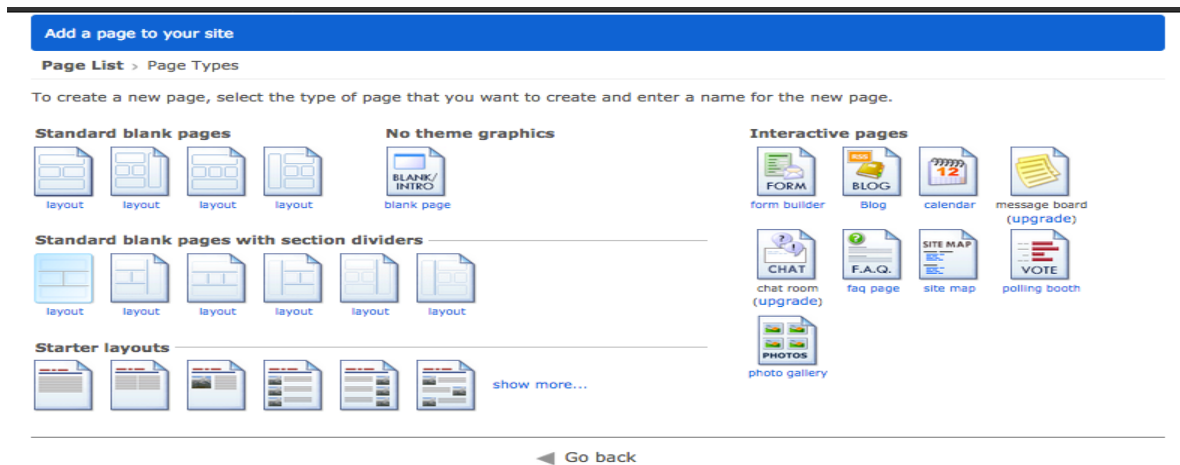 Add a page to your site
Page List > Page Types
To create a new page, select the type of page that you want to create and enter a name for the new page.
Standard blank pages
layout layout layout layout
No theme graphics
BLANK/
INTRO
blank page
Standard blank pages with section dividers
layout layout layout layout layout layout
Starter layouts
show more...
Interactive pages
FORM
form builder
RSS
BLOG
Blog
12
calendar
message board
(upgrade)
CHAT
chat room
(upgrade)
F.A.Q.
faq page
SITE MAP
site map
VOTE
polling booth
PHOTOS
photo gallery
Go back